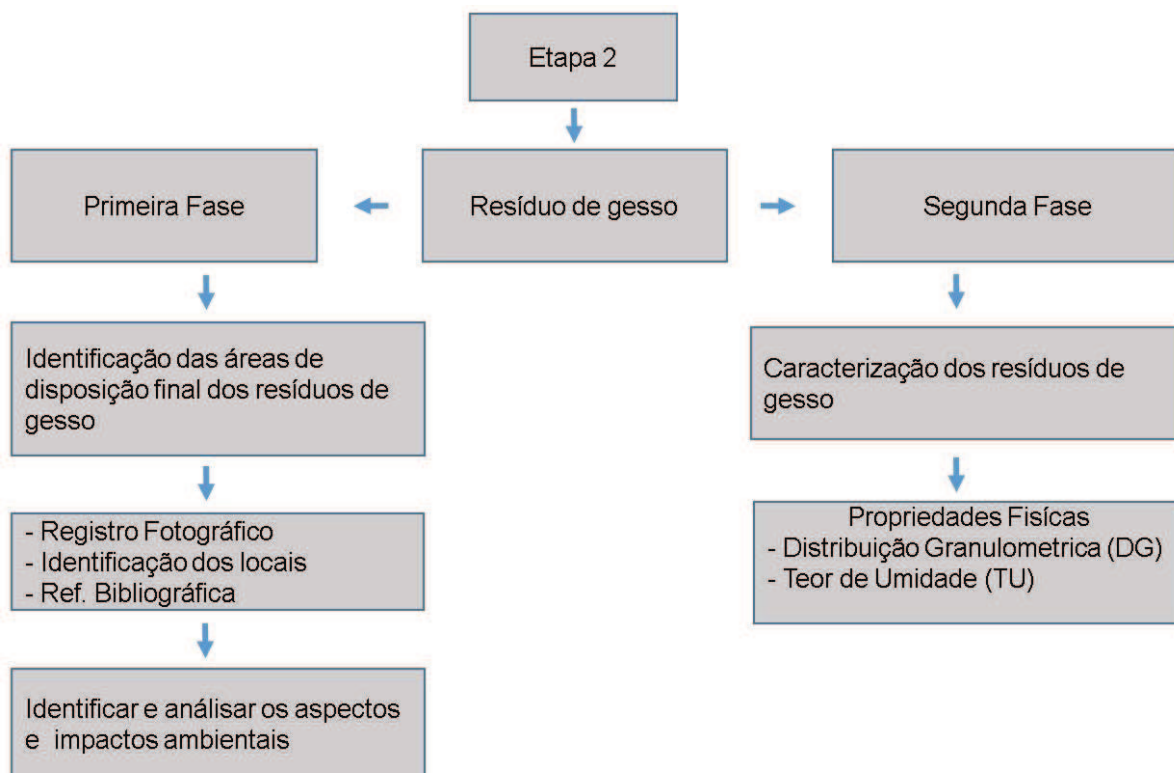 Etapa 2
Primeira Fase
Resíduo de gesso
Segunda Fase
Identificação das áreas de
disposição final dos resíduos de
gesso
Caracterização dos resíduos de
gesso
- Registro Fotográfico
- Identificação dos locais
- Ref. Bibliográfica
Propriedades Fisícas
- Distribuição Granulometrica (DG)
- Teor de Umidade (TU)
Identificar e análisar os aspectos
e impactos ambientais